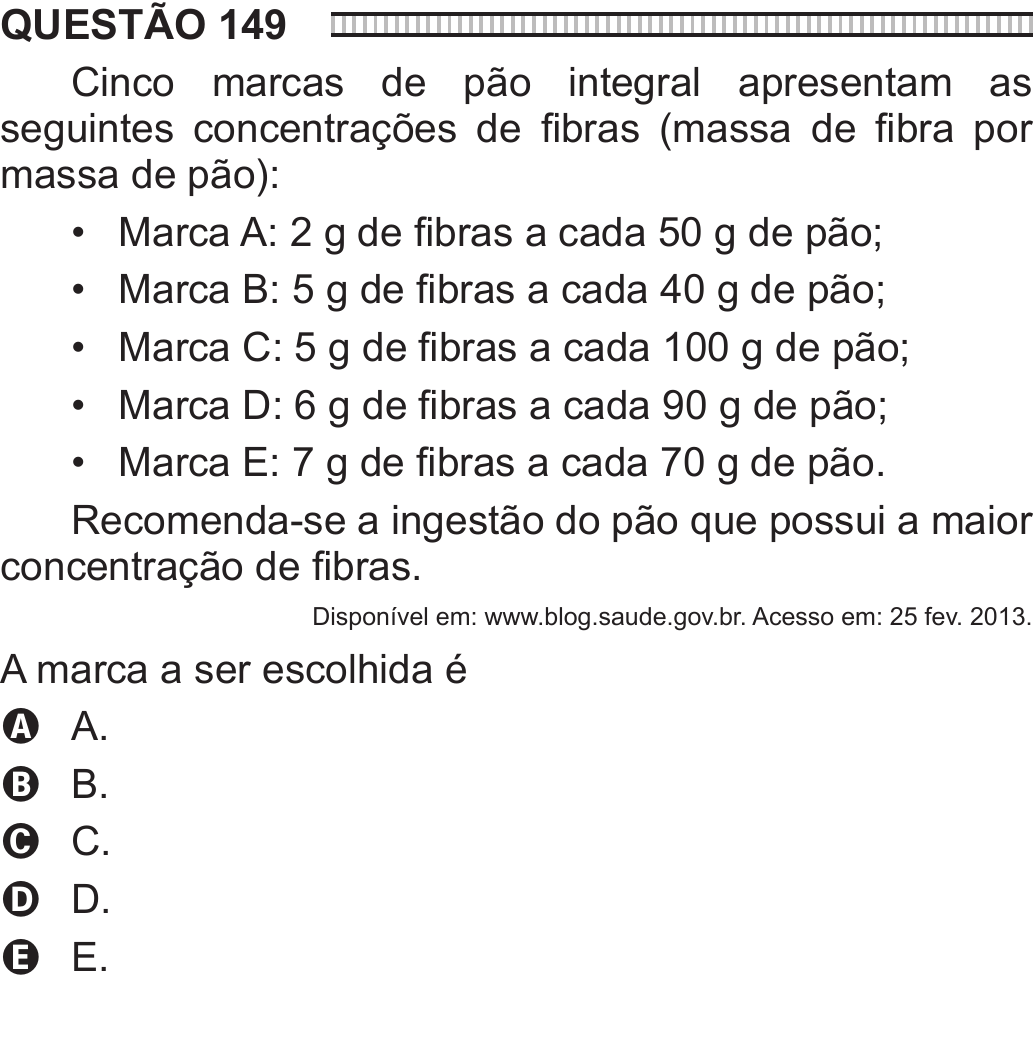 QUESTÃO 149
Cinco marcas de pão integral apresentam as
seguintes concentrações de fibras (massa de fibra por
massa de pão):
• Marca A: 2 g de fibras a cada 50 g de pão;
• Marca B: 5 g de fibras a cada 40 g de pão;
• Marca C: 5 g de fibras a cada 100 g de pão;
• Marca D: 6 g de fibras a cada 90 g de pão;
• Marca E: 7 g de fibras a cada 70 g de pão.
Recomenda-se a ingestão do pão que possui a maior
concentração de fibras.
Disponível em: www.blog.saude.gov.br. Acesso em: 25 fev. 2013.
A marca a ser escolhida é
A A.
B B.
C C.
D D.
E E.